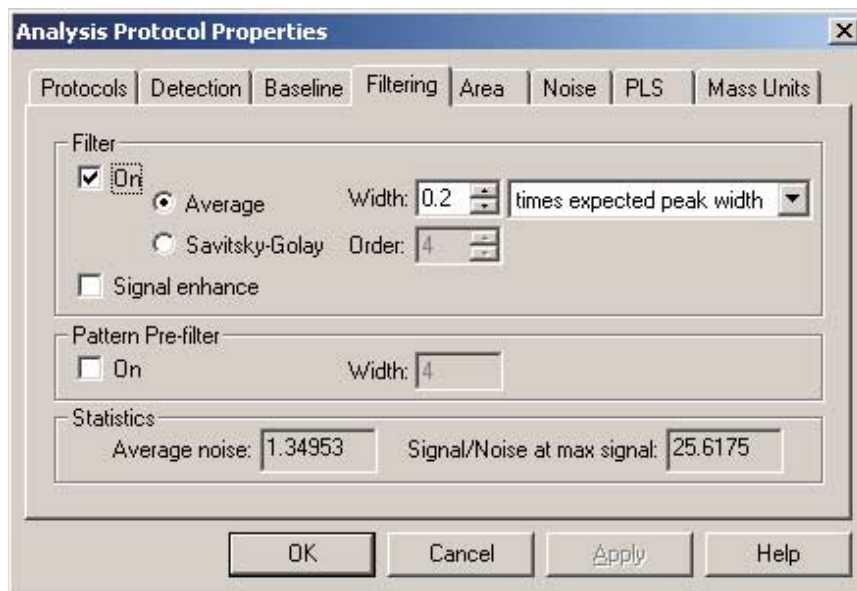 Analysis Protocol Properties
Protocols Detection Baseline Filtering Area Noise PLS Mass Units
Filter
On
Average Width: 0.2 times expected peak width
Savitsky-Golay Order: 4
Signal enhance
Pattern Pre-filter
On Width: 4
Statistics
Average noise: 1.34953 Signal/Noise at max signal: 25.6175
OK Cancel Apply Help